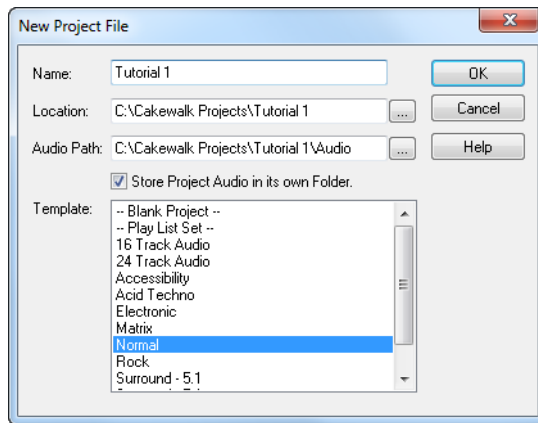 New Project File
Name: Tutorial 1 OK
Location: C:\Cakewalk Projects\Tutorial 1 ... Cancel
Audio Path: C:\Cakewalk Projects\Tutorial 1\Audio ... Help
Store Project Audio in its own Folder.
Template: -- Blank Project --
-- Play List Set --
16 Track Audio
24 Track Audio
Accessibility
Acid Techno
Electronic
Matrix
Normal
Rock
Surround - 5.1